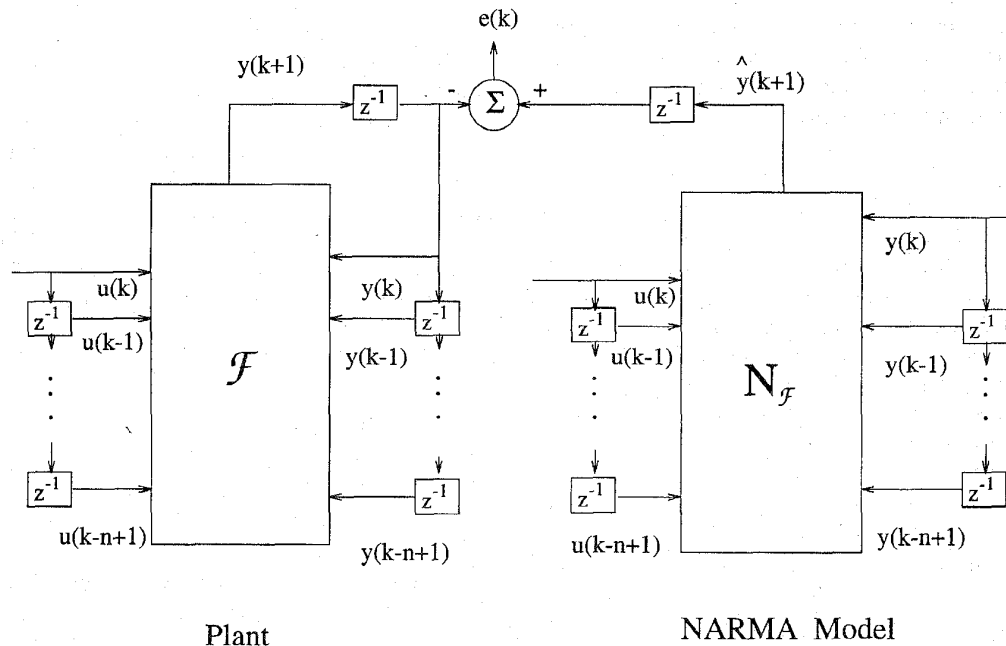 e(k)
y(k+1)
ŷ(k+1)
z⁻¹
-
Σ
+
z⁻¹
u(k)
z⁻¹
u(k-1)
z⁻¹
u(k-n+1)
ℱ
y(k)
z⁻¹
y(k-1)
z⁻¹
y(k-n+1)
u(k)
z⁻¹
u(k-1)
z⁻¹
u(k-n+1)
N_ℱ
y(k)
z⁻¹
y(k-1)
z⁻¹
y(k-n+1)
Plant
NARMA Model